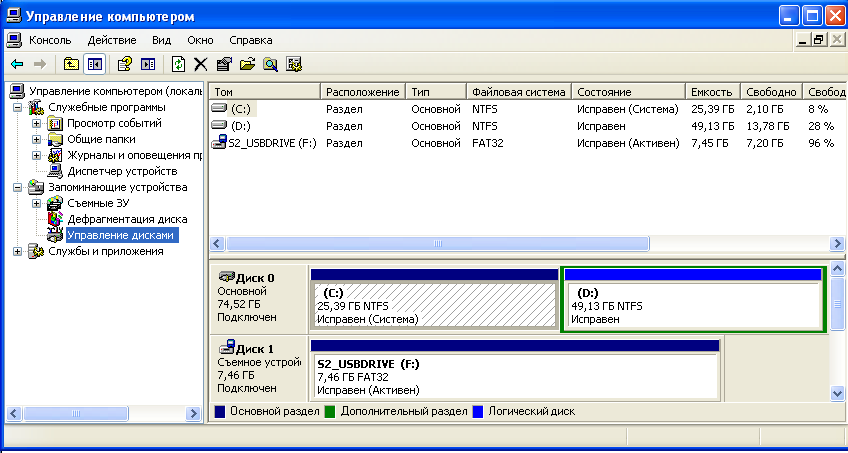 Управление компьютером
Консоль Действие Вид Окно Справка
Управление компьютером (локаль
Служебные программы
Просмотр событий
Общие папки
Журналы и оповещения пр
Диспетчер устройств
Запоминающие устройства
Съемные ЗУ
Дефрагментация диска
Управление дисками
Службы и приложения
Том Расположение Тип Файловая система Состояние Емкость Свободно Свобод
(C:) Раздел Основной NTFS Исправен (Система) 25,39 ГБ 2,10 ГБ 8 %
(D:) Раздел Основной NTFS Исправен 49,13 ГБ 13,78 ГБ 28 %
S2_USBDRIVE (F:) Раздел Основной FAT32 Исправен (Активен) 7,45 ГБ 7,20 ГБ 96 %
Диск 0
Основной
74,52 ГБ
Подключен
(C:)
25,39 ГБ NTFS
Исправен (Система)
(D:)
49,13 ГБ NTFS
Исправен
Диск 1
Съемное устрой
7,46 ГБ
Подключен
S2_USBDRIVE (F:)
7,46 ГБ FAT32
Исправен (Активен)
Основной раздел Дополнительный раздел Логический диск